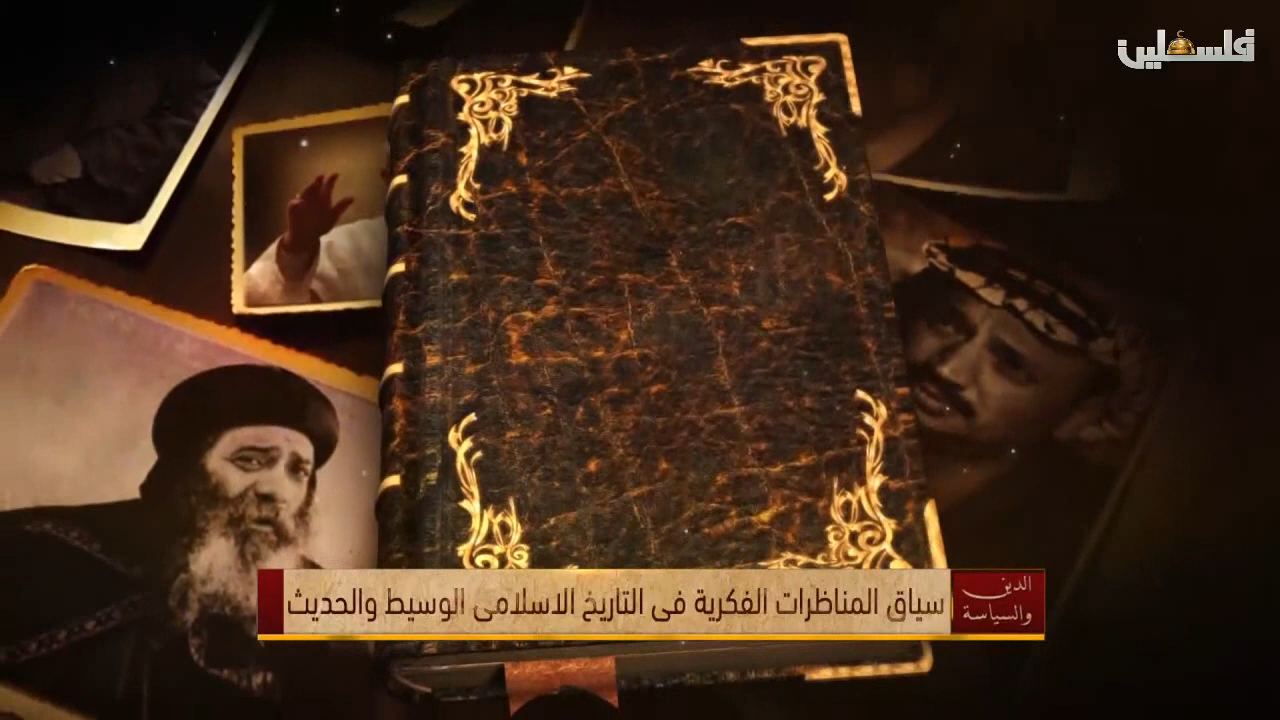 فلسطين
سياق المناظرات الفكرية فى التاريخ الاسلامى الوسيط والحديث
الدين
والسياسة